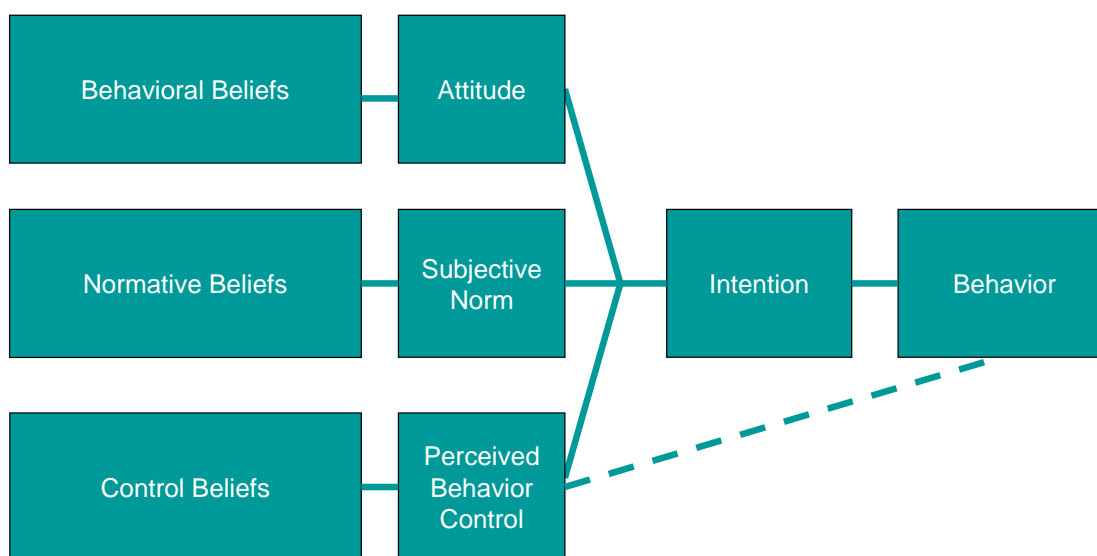 Behavioral Beliefs
Attitude
Normative Beliefs
Subjective
Norm
Intention
Behavior
Control Beliefs
Perceived
Behavior
Control